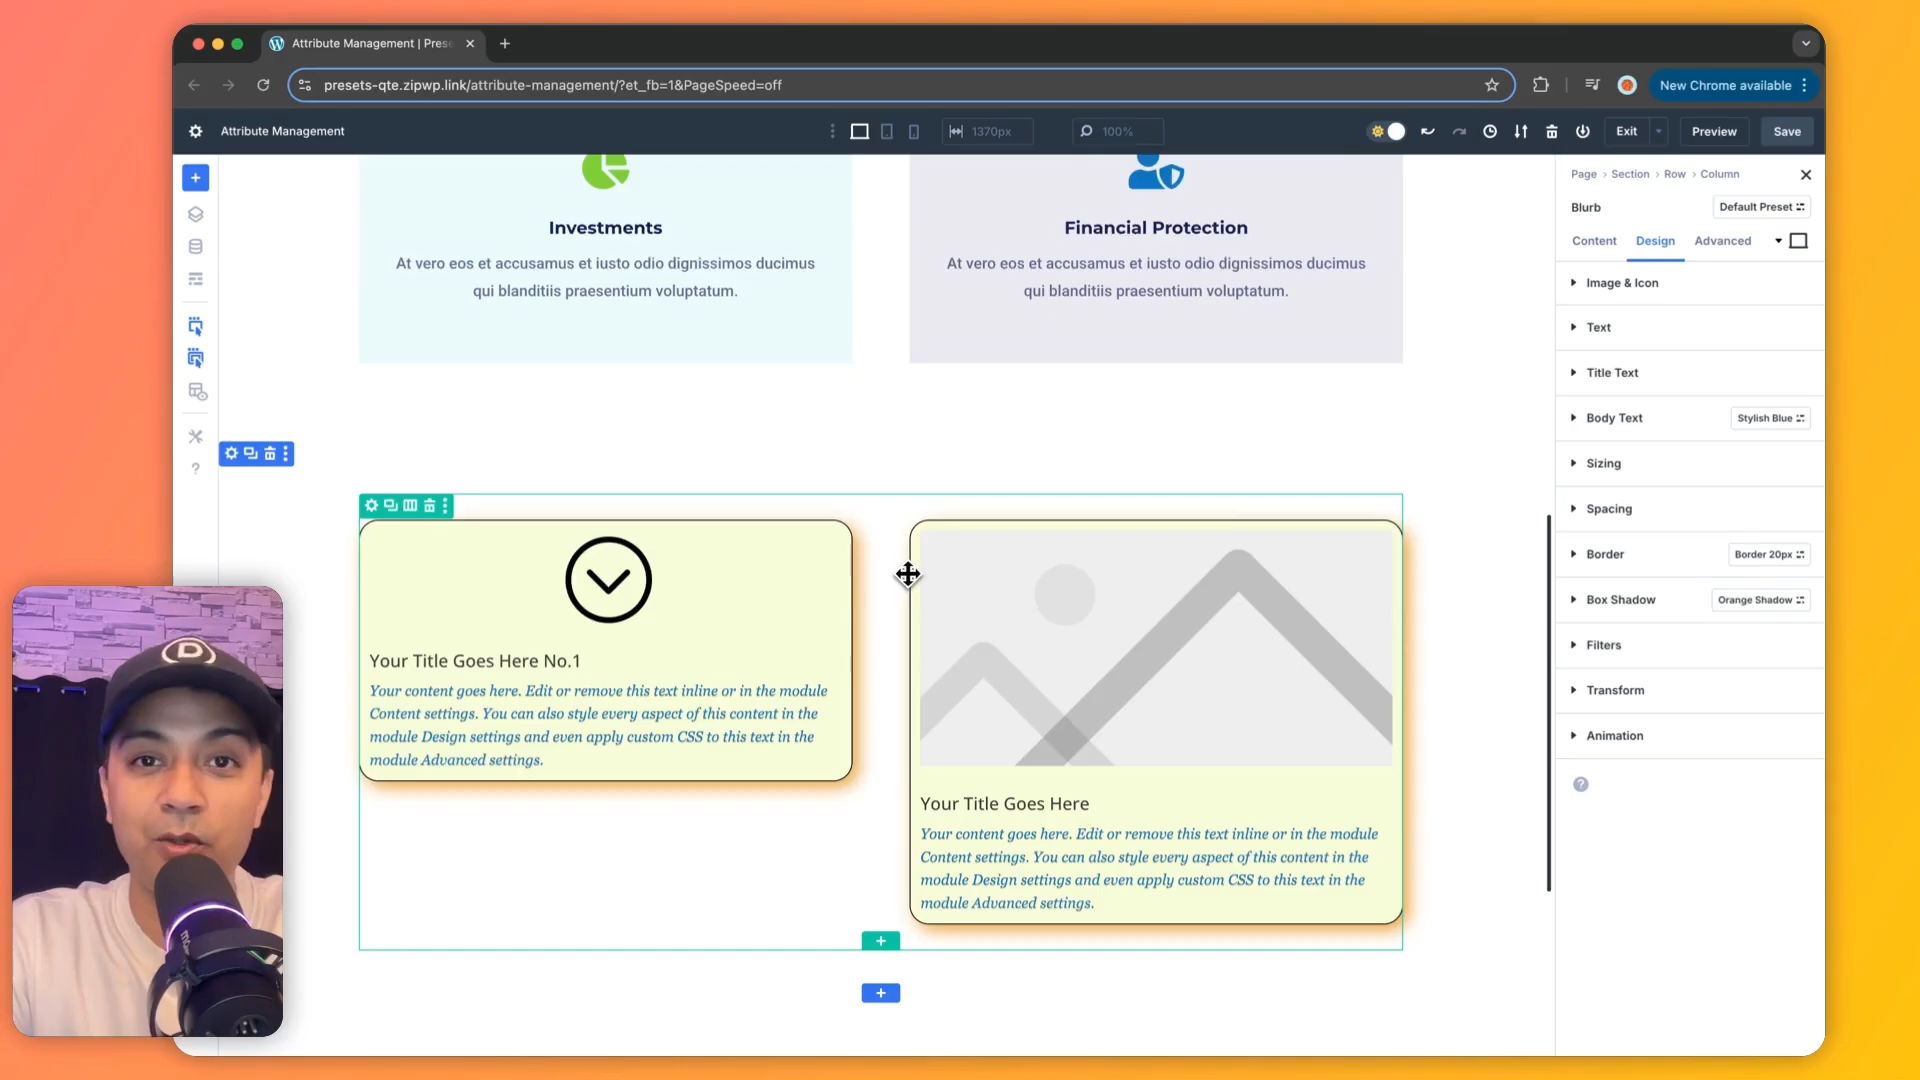 Attribute Management | Prese
New Chrome available
presets-qte.zipwp.link/attribute-management/?et_fb=1&PageSpeed=off
Attribute Management
1370px
100%
Exit
Preview
Save
Investments
At vero eos et accusamus et iusto odio dignissimos ducimus
qui blanditiis praesentium voluptatum.
Financial Protection
At vero eos et accusamus et iusto odio dignissimos ducimus
qui blanditiis praesentium voluptatum.
Your Title Goes Here No.1
Your content goes here. Edit or remove this text inline or in the module
Content settings. You can also style every aspect of this content in the
module Design settings and even apply custom CSS to this text in the
module Advanced settings.
Your Title Goes Here
Your content goes here. Edit or remove this text inline or in the module
Content settings. You can also style every aspect of this content in the
module Design settings and even apply custom CSS to this text in the
module Advanced settings.
Page › Section › Row › Column
Blurb
Default Preset
Content
Design
Advanced
Image & Icon
Text
Title Text
Body Text
Stylish Blue
Sizing
Spacing
Border
Border 20px
Box Shadow
Orange Shadow
Filters
Transform
Animation
?
?
D